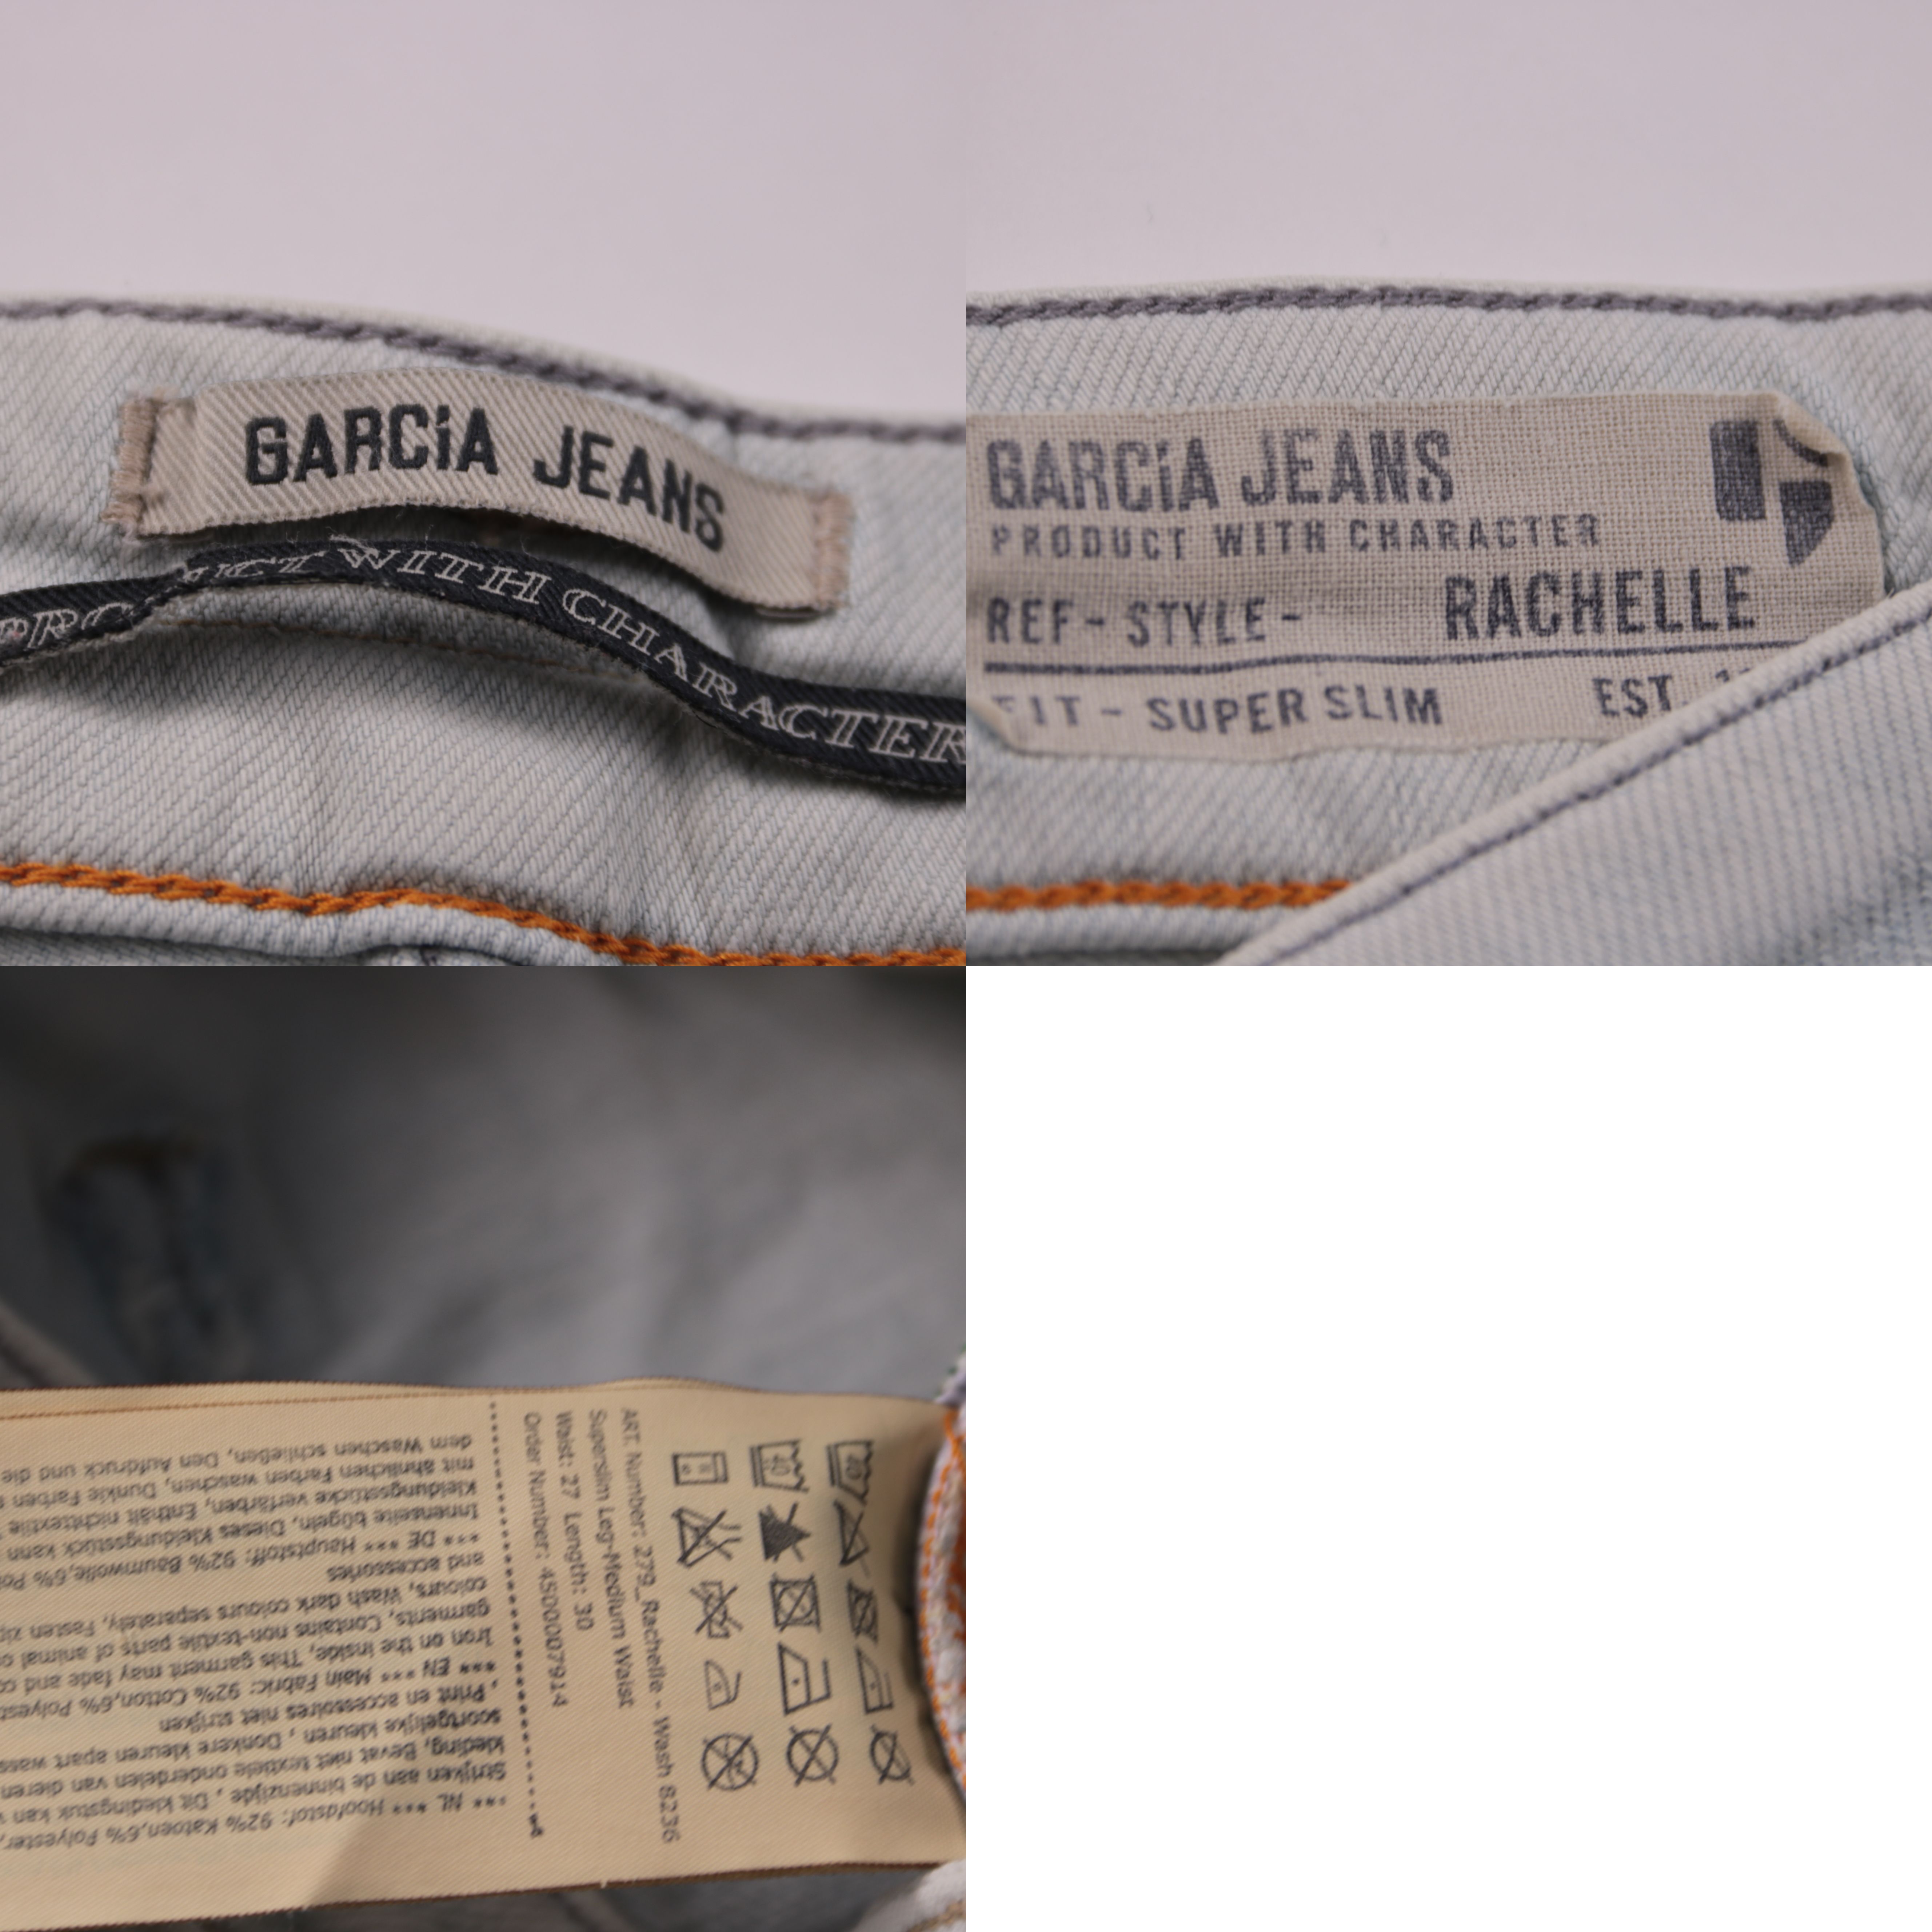 GARCiA JEANS
WITH CHARACTER
GARCiA JEANS
PRODUCT WITH CHARACTER
REF- STYLE - RACHELLE
FIT - SUPER SLIM EST.
ART. Number: 279_Rachelle - Wash 8236
Superslim Leg-Medium Waist
Waist: 27 Length: 30
Order Number: 4500007914
*** NL *** Hoofdstof: 92% Katoen,6% Polyester,
Strijken aan de binnenzijde , Dit kledingstuk kan
kleding, Bevat niet textiele onderdelen van dieren
soortgelijke kleuren , Donkere kleuren apart
, Print en accessoires niet strijken
*** EN *** Main Fabric: 92% Cotton,6%
Iron on the inside, This garment may fade and
garments, Contains non-textile parts of animal
colours, Wash dark colours separately, Fasten
and accessories
*** DE *** Hauptstoff: 92% Baumwolle,6%
Innenseite bügeln, Dieses Kleidungsstück kann
Kleidungsstücke verfärben, Enthält nichttextile
mit ähnlichen Farben waschen, Dunkle Farben
dem Waschen schließen, Den Aufdruck und die